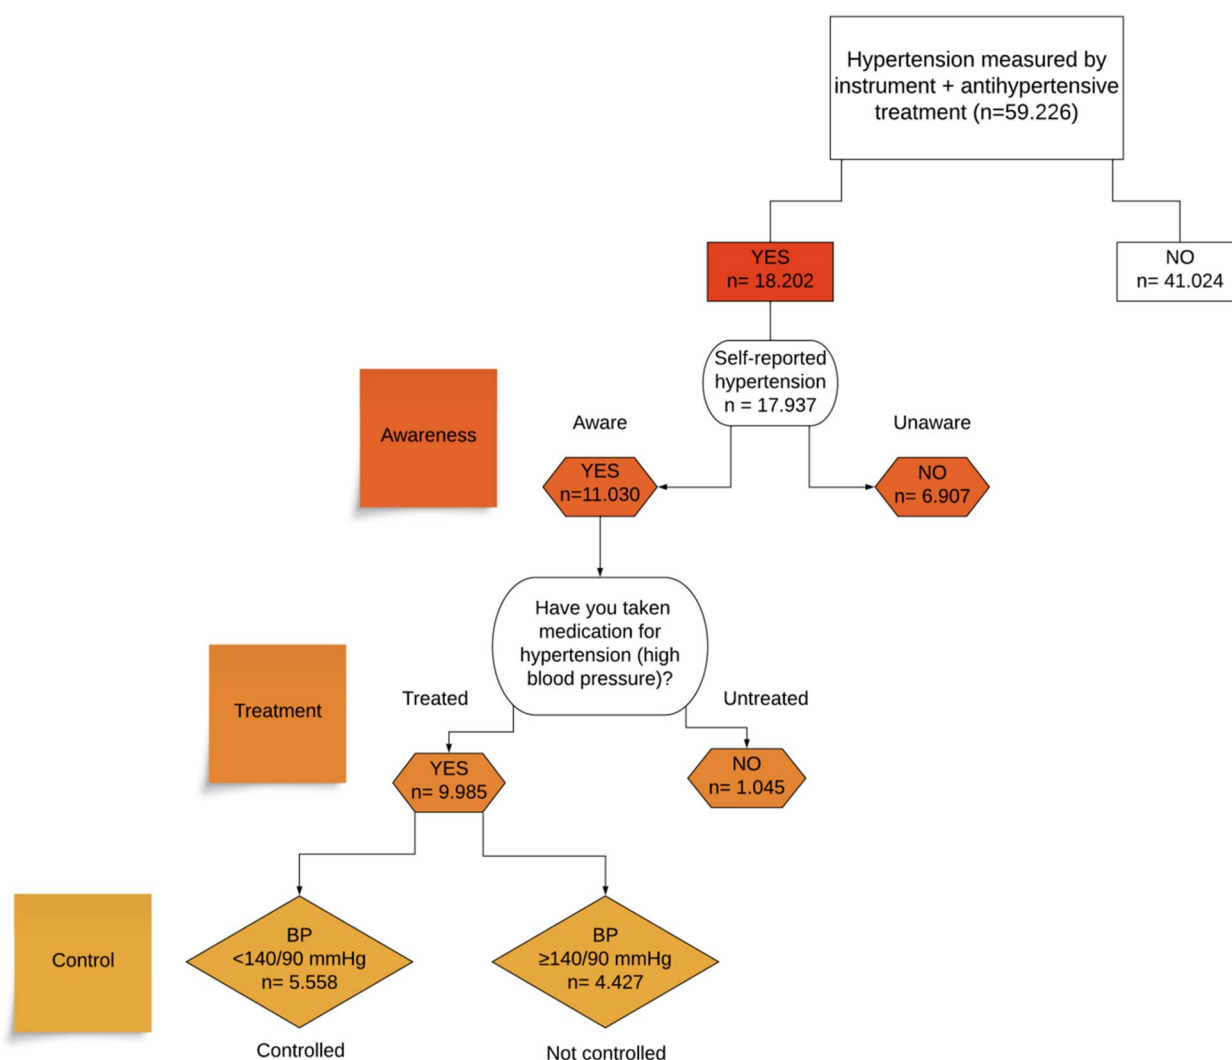 Hypertension measured by
instrument + antihypertensive
treatment (n=59.226)
YES
n= 18.202
NO
n= 41.024
Self-reported
hypertension
n = 17.937
Awareness
Aware
Unaware
YES
n=11.030
NO
n= 6.907
Have you taken
medication for
hypertension (high
blood pressure)?
Treatment
Treated
Untreated
YES
n= 9.985
NO
n= 1.045
Control
BP
<140/90 mmHg
n= 5.558
BP
≥140/90 mmHg
n= 4.427
Controlled
Not controlled